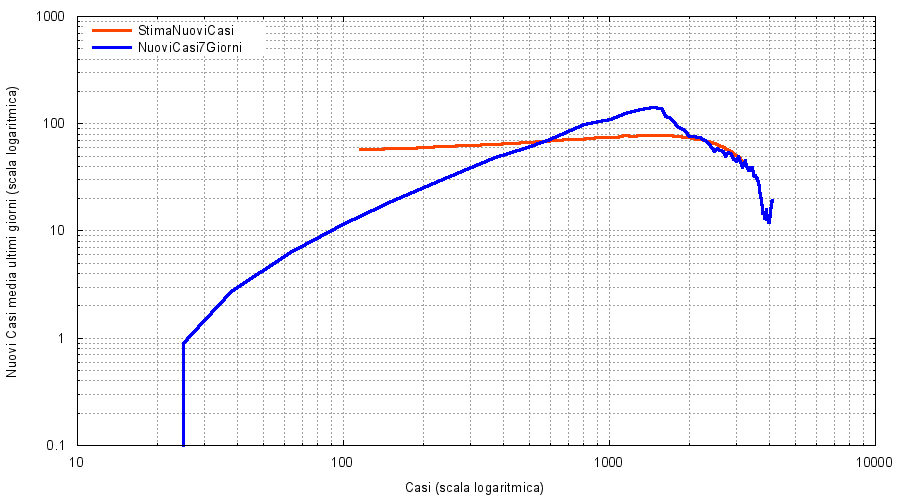 1000
StimaNuoviCasi
NuoviCasi7Giorni
100
10
1
0.1
10
100
1000
10000
Nuovi Casi media ultimi giorni (scala logaritmica)
Casi (scala logaritmica)